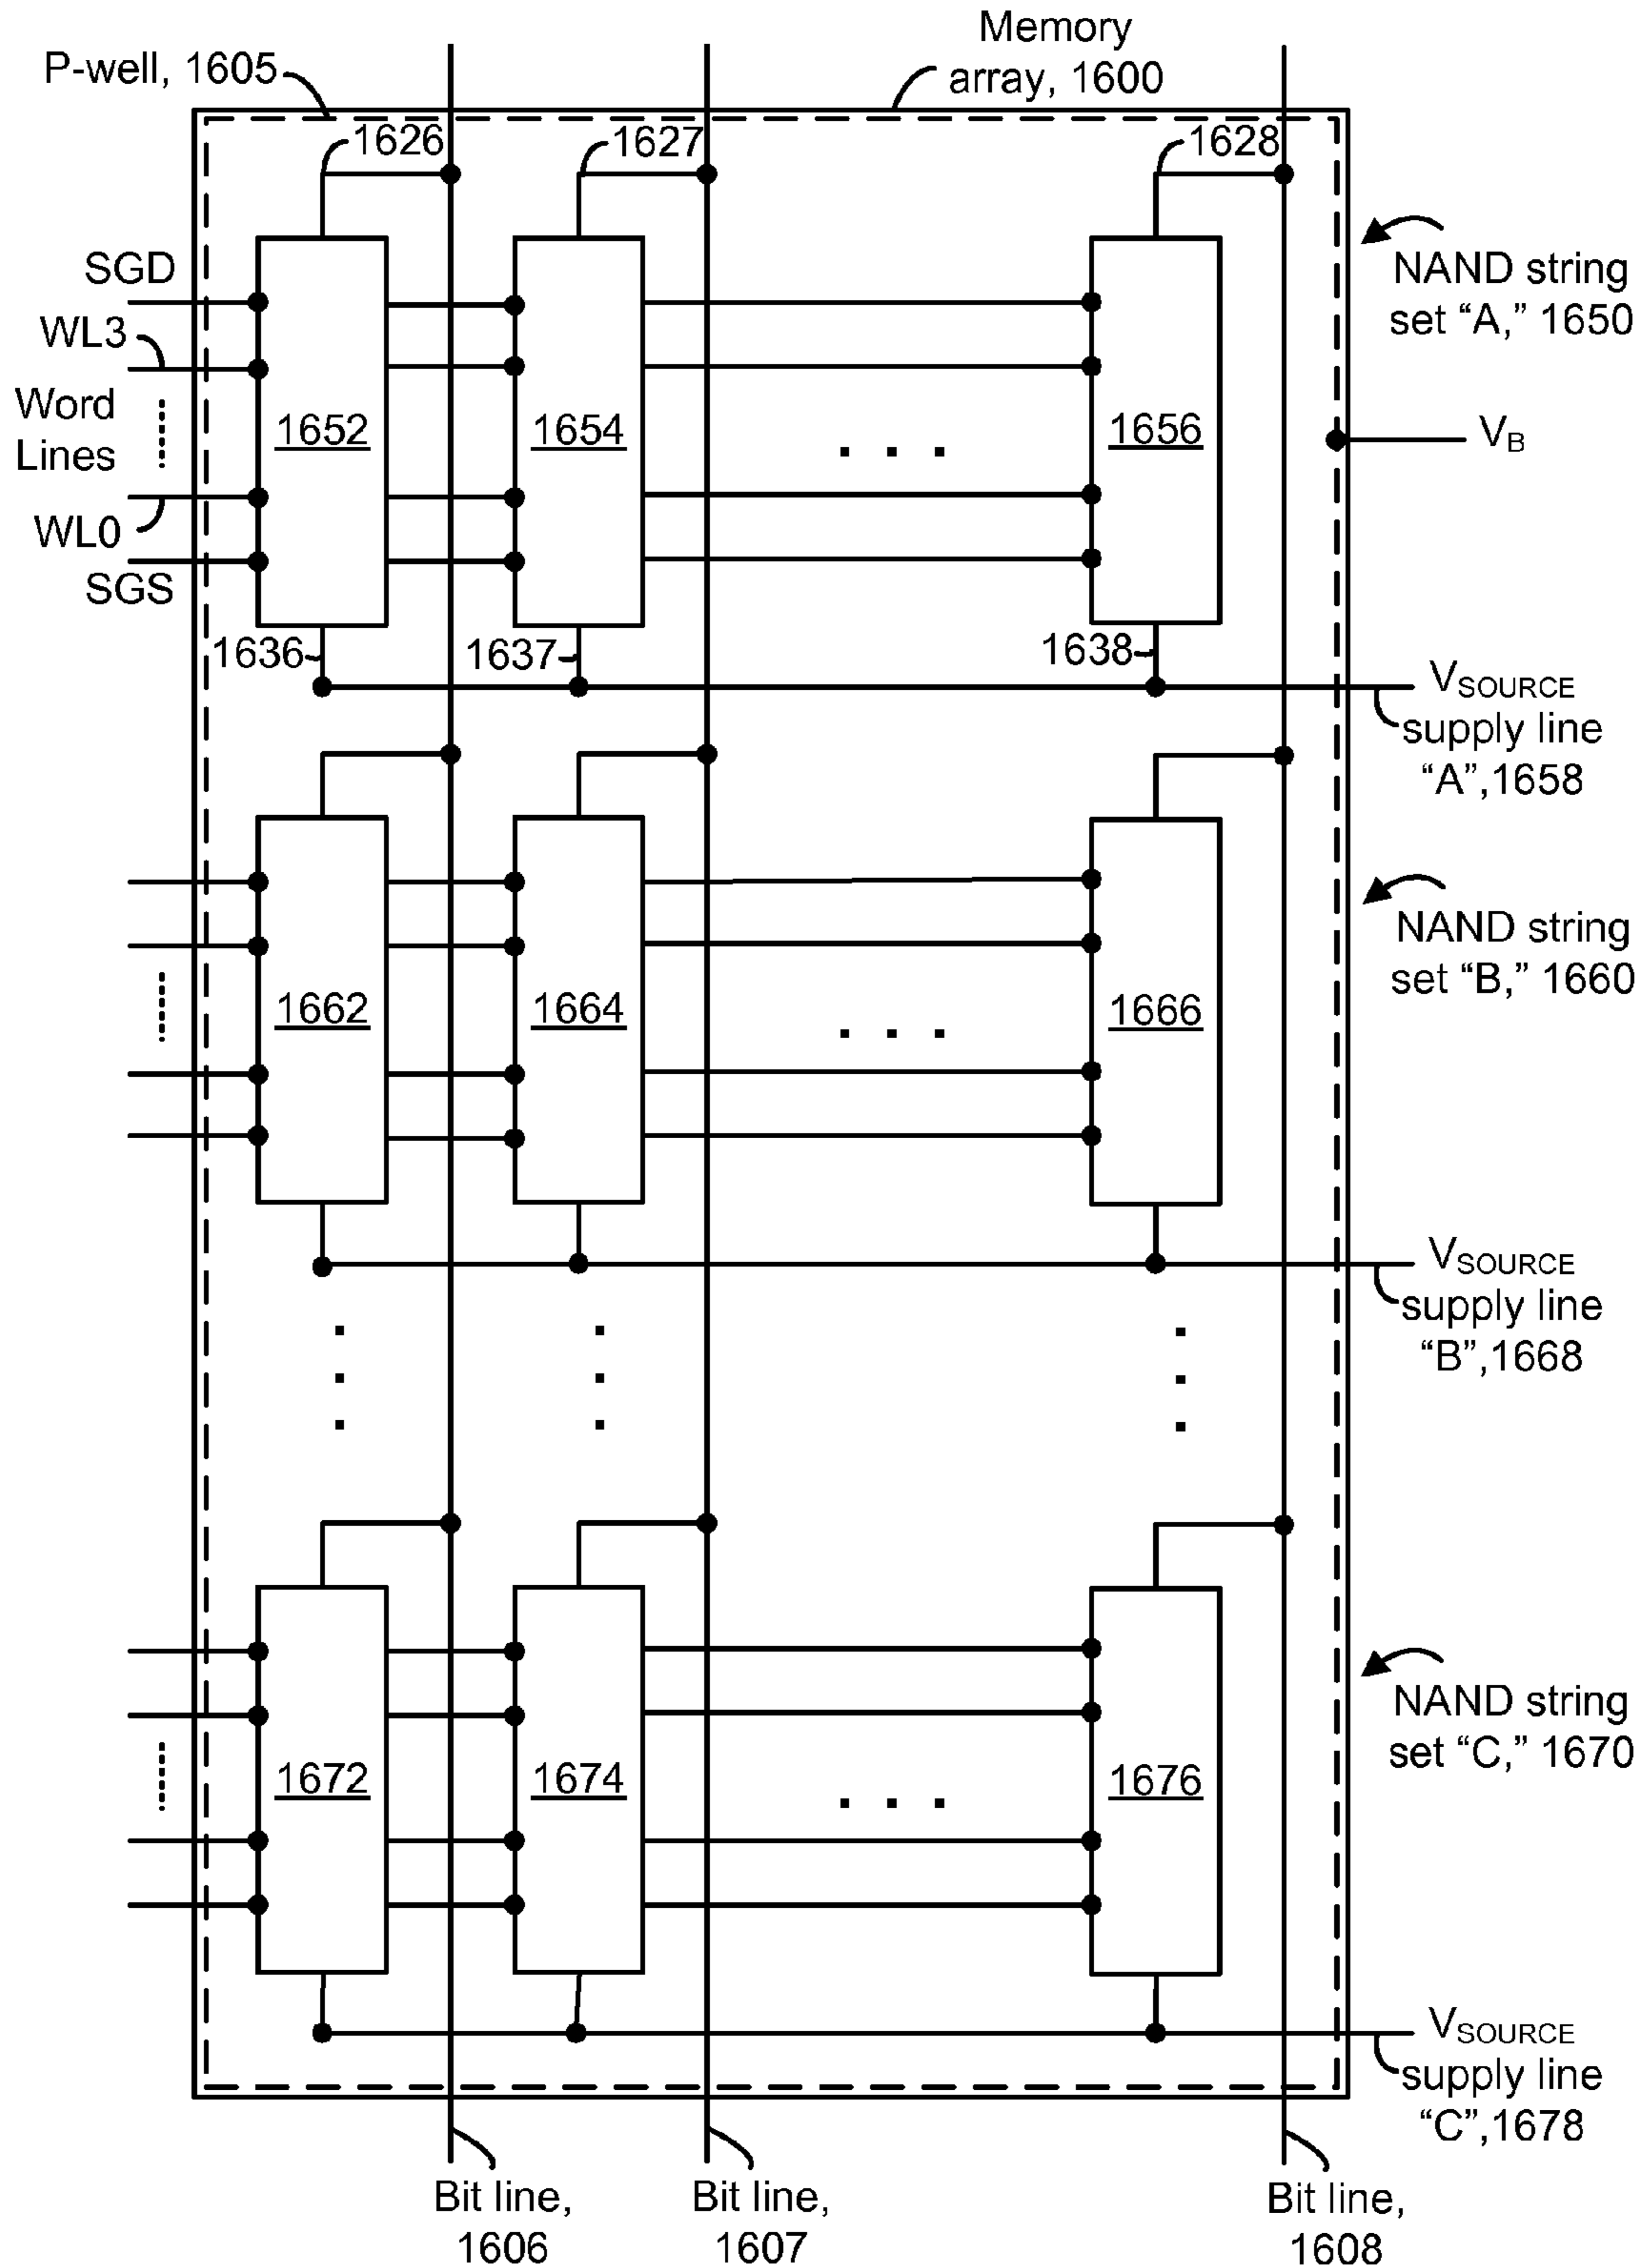 Memory
array, 1600
P-well, 1605
1626
1627
1628
SGD
WL3
Word
Lines
WL0
SGS
1652
1654
. . .
1656
NAND string
set “A,” 1650
VB
1636
1637
1638
VSOURCE
supply line
“A”,1658
1662
1664
. . .
1666
NAND string
set “B,” 1660
VSOURCE
supply line
“B”,1668
1672
1674
. . .
1676
NAND string
set “C,” 1670
VSOURCE
supply line
“C”,1678
Bit line,
1606
Bit line,
1607
Bit line,
1608